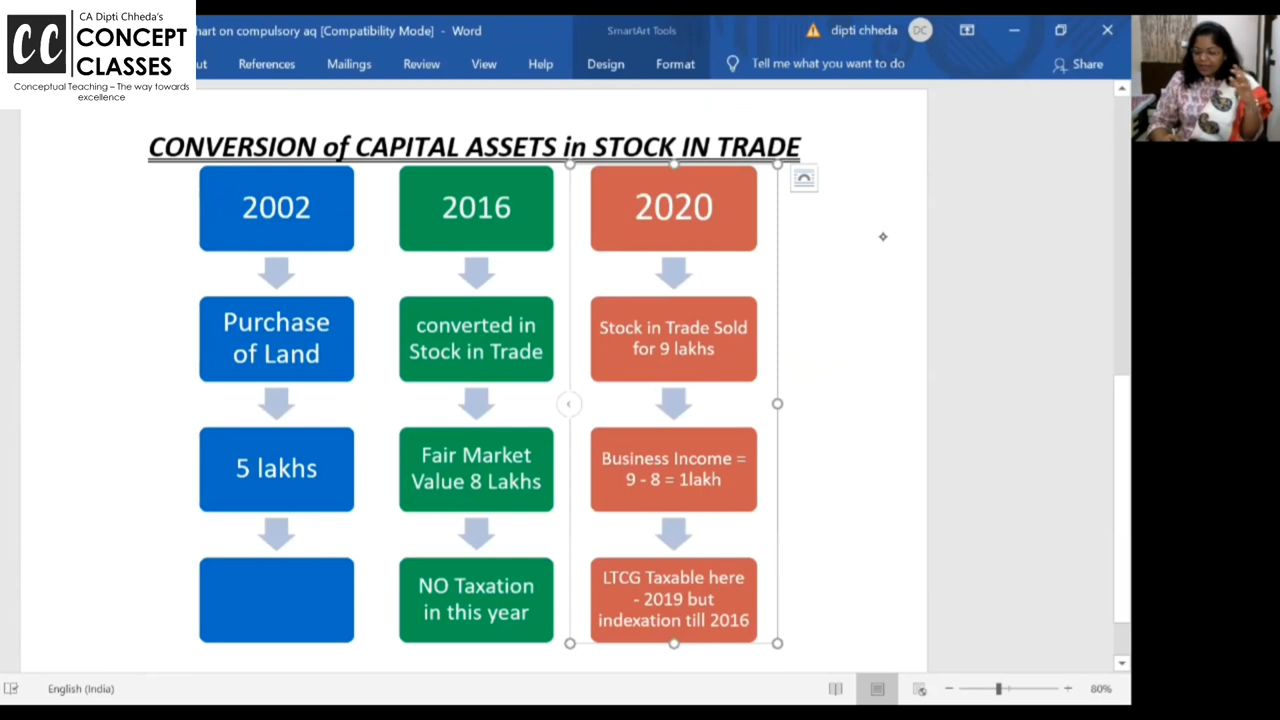 CA Dipti Chheda's
CC CONCEPT
CLASSES
Conceptual Teaching – The way towards
excellence
hart on compulsory aq [Compatibility Mode] - Word
SmartArt Tools
dipti chheda
DC
ut
References
Mailings
Review
View
Help
Design
Format
Tell me what you want to do
Share
CONVERSION of CAPITAL ASSETS in STOCK IN TRADE
2002
Purchase
of Land
5 lakhs
2016
converted in
Stock in Trade
Fair Market
Value 8 Lakhs
NO Taxation
in this year
2020
Stock in Trade Sold
for 9 lakhs
Business Income =
9 - 8 = 1lakh
LTCG Taxable here
- 2019 but
indexation till 2016
English (India)
80%